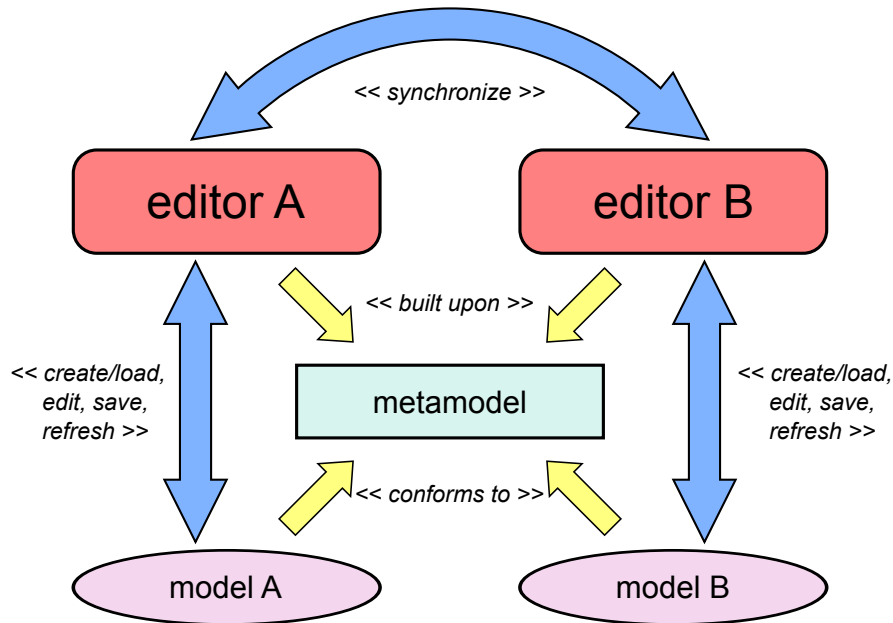 << synchronize >>
editor A
editor B
<< built upon >>
<< create/load,
edit, save,
refresh >>
metamodel
<< create/load,
edit, save,
refresh >>
<< conforms to >>
model A
model B